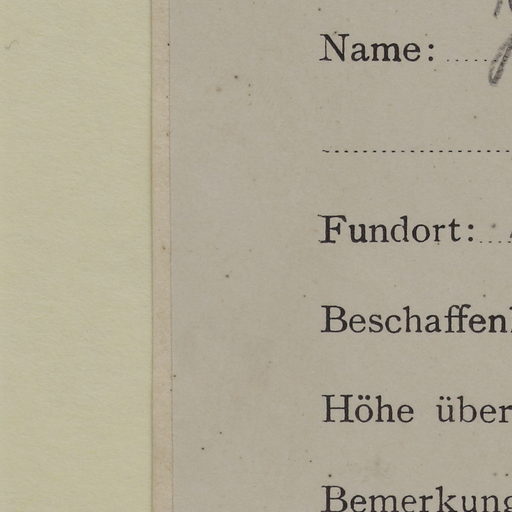 Name:
Fundort:
Beschaffen
Höhe über
Bemerkung